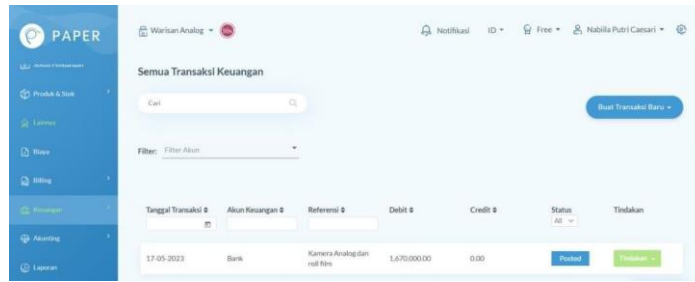 PAPER
Warisan Analog
Notifikasi ID Free Nabiila Putri Caesari
Semua Transaksi Keuangan
Produk & Stok
Cari
Buat Transaksi Baru
Biaya
Filter: Filter Akun
Billing
Keuangan
Tanggal Transaksi Akun Keuangan Referensi Debit Credit Status Tindakan
All
Akunting
17-05-2023 Bank Kamera Analog dan roll film 1,670,000.00 0.00 Posted Tindakan
Laporan